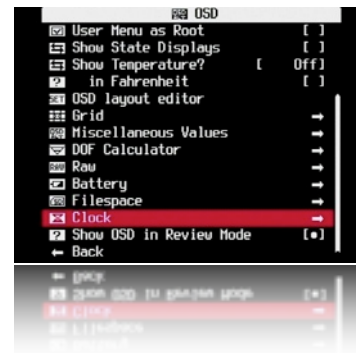 OSD
User Menu as Root [ ]
Show State Displays [ ]
Show Temperature? [ Off]
in Fahrenheit [ ]
OSD layout editor
Grid →
Miscellaneous Values →
DOF Calculator →
Raw →
Battery →
Filespace →
Clock →
Show OSD in Review Mode [•]
← Back